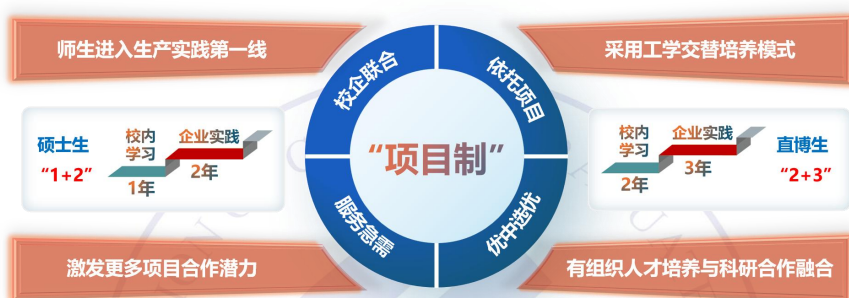 师生进入生产实践第一线
采用工学交替培养模式
校企联合
依托项目
“项目制”
服务急需
优中选优
硕士生
“1+2”
校内
学习
1年
企业实践
2年
校内
学习
2年
企业实践
3年
直博生
“2+3”
激发更多项目合作潜力
有组织人才培养与科研合作融合